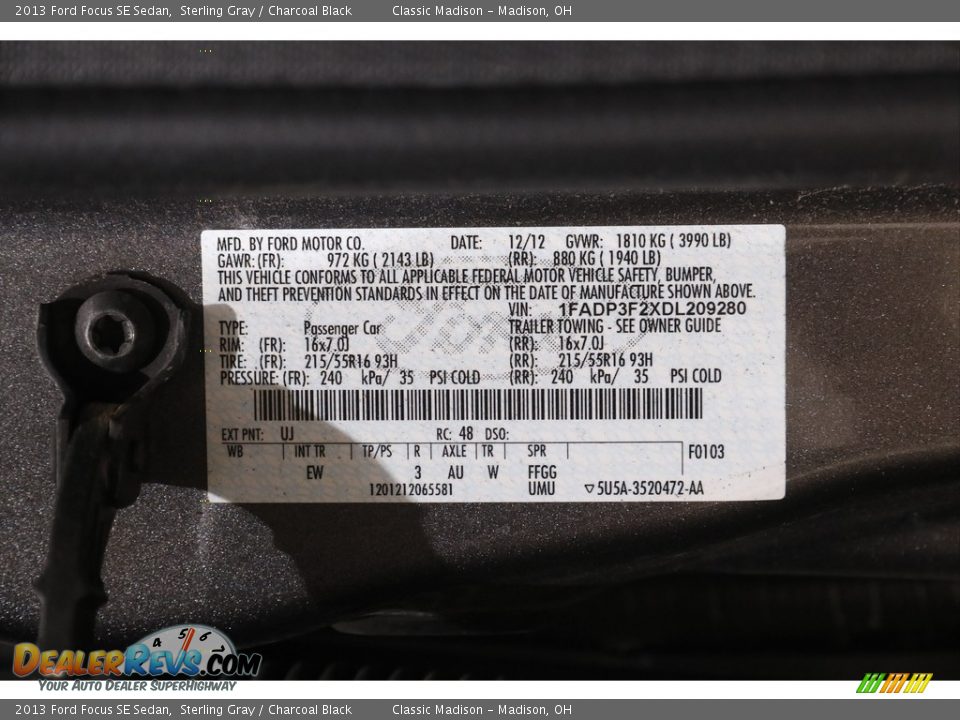 2013 Ford Focus SE Sedan, Sterling Gray / Charcoal Black Classic Madison - Madison, OH
MFD. BY FORD MOTOR CO. DATE: 12/12 GVWR: 1810 KG ( 3990 LB)
GAWR: (FR): 972 KG ( 2143 LB) (RR): 880 KG ( 1940 LB)
THIS VEHICLE CONFORMS TO ALL APPLICABLE FEDERAL MOTOR VEHICLE SAFETY, BUMPER,
AND THEFT PREVENTION STANDARDS IN EFFECT ON THE DATE OF MANUFACTURE SHOWN ABOVE.
VIN: 1FADP3F2XDL209280
TYPE: Passenger Car TRAILER TOWING - SEE OWNER GUIDE
RIM: (FR): 16x7.0J (RR): 16x7.0J
TIRE: (FR): 215/55R16 93H (RR): 215/55R16 93H
PRESSURE: (FR): 240 kPa/ 35 PSI COLD (RR): 240 kPa/ 35 PSI COLD
Ford
EXT PNT: UJ RC: 48 DSO:
WB INT TR TP/PS R AXLE TR SPR F0103
EW 3 AU W FFGG
1201212065581 UMU ▽5U5A-3520472-AA
4 5 6
DEALERREVS.COM
YOUR AUTO DEALER SUPERHIGHWAY
2013 Ford Focus SE Sedan, Sterling Gray / Charcoal Black Classic Madison - Madison, OH